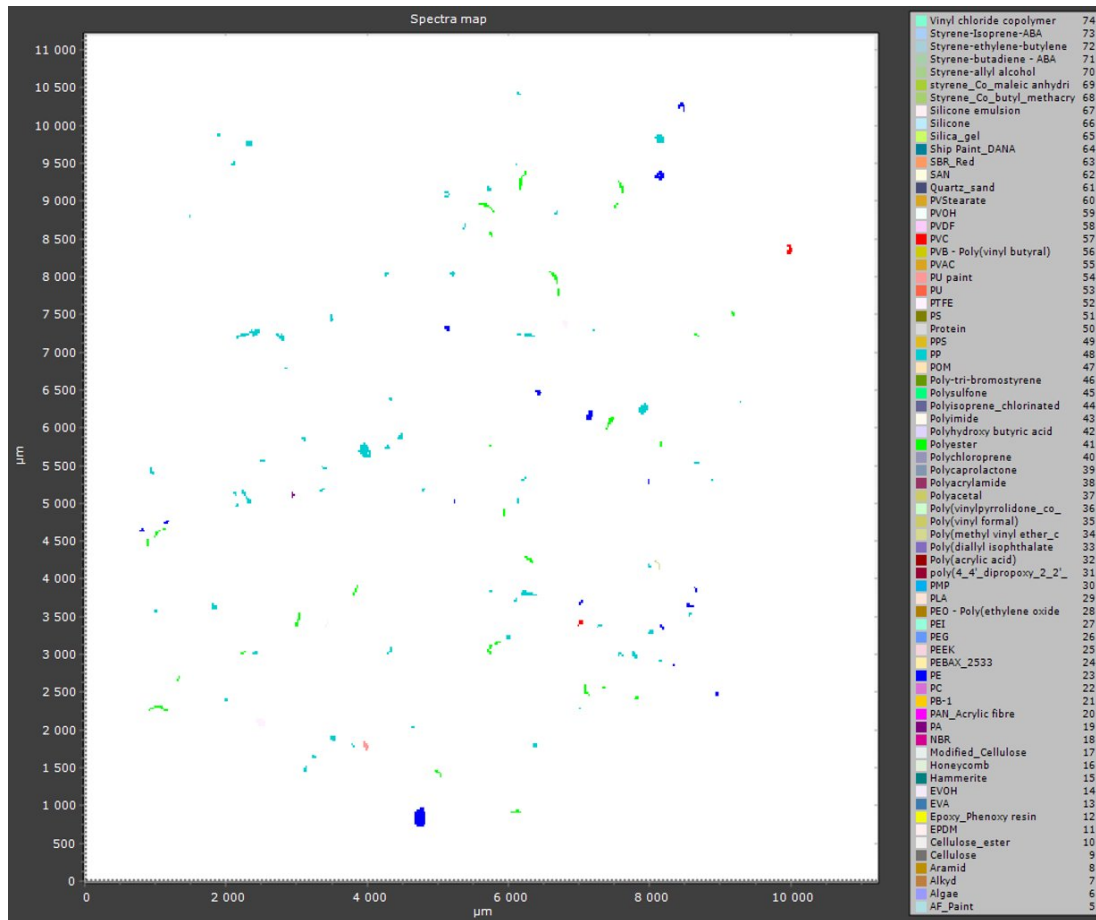 Spectra map
11 000
10 500
10 000
9 500
9 000
8 500
8 000
7 500
7 000
6 500
6 000
5 500
5 000
4 500
4 000
3 500
3 000
2 500
2 000
1 500
1 000
500
0
µm
0 2 000 4 000 6 000 8 000 10 000
µm
Vinyl chloride copolymer 74
Styrene-Isoprene-ABA 73
Styrene-ethylene-butylene 72
Styrene-butadiene - ABA 71
Styrene-allyl alcohol 70
styrene_Co_maleic anhydri 69
Styrene_Co_butyl_methacry 68
Silicone emulsion 67
Silicone 66
Silica_gel 65
Ship Paint_DANA 64
SBR_Red 63
SAN 62
Quartz_sand 61
PVStearate 60
PVOH 59
PVDF 58
PVC 57
PVB - Poly(vinyl butyral) 56
PVAC 55
PU paint 54
PU 53
PTFE 52
PS 51
Protein 50
PPS 49
PP 48
POM 47
Poly-tri-bromostyrene 46
Polysulfone 45
Polyisoprene_chlorinated 44
Polyimide 43
Polyhydroxy butyric acid 42
Polyester 41
Polychloroprene 40
Polycaprolactone 39
Polyacrylamide 38
Polyacetal 37
Poly(vinylpyrrolidone_co_ 36
Poly(vinyl formal) 35
Poly(methyl vinyl ether_c 34
Poly(diallyl isophthalate 33
Poly(acrylic acid) 32
poly(4_4'_dipropoxy_2_2'_ 31
PMP 30
PLA 29
PEO - Poly(ethylene oxide 28
PEI 27
PEG 26
PEEK 25
PEBAX_2533 24
PE 23
PC 22
PB-1 21
PAN_Acrylic fibre 20
PA 19
NBR 18
Modified_Cellulose 17
Honeycomb 16
Hammerite 15
EVOH 14
EVA 13
Epoxy_Phenoxy resin 12
EPDM 11
Cellulose_ester 10
Cellulose 9
Aramid 8
Alkyd 7
Algae 6
AF_Paint 5